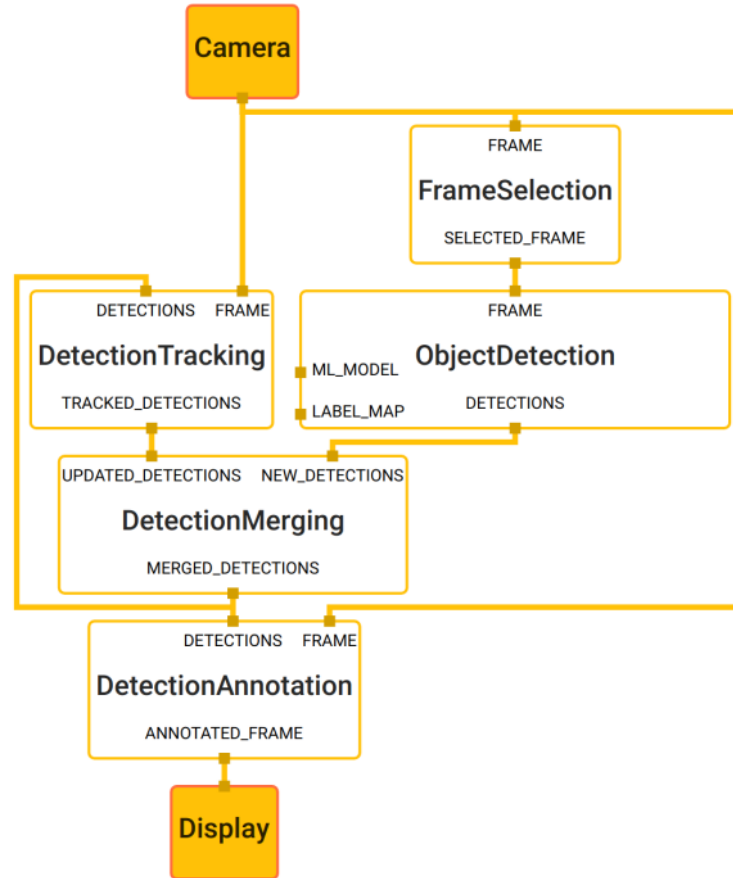 Camera
FRAME
FrameSelection
SELECTED_FRAME
DETECTIONS FRAME
DetectionTracking
TRACKED_DETECTIONS
FRAME
ObjectDetection
ML_MODEL
LABEL_MAP
DETECTIONS
UPDATED_DETECTIONS NEW_DETECTIONS
DetectionMerging
MERGED_DETECTIONS
DETECTIONS FRAME
DetectionAnnotation
ANNOTATED_FRAME
Display